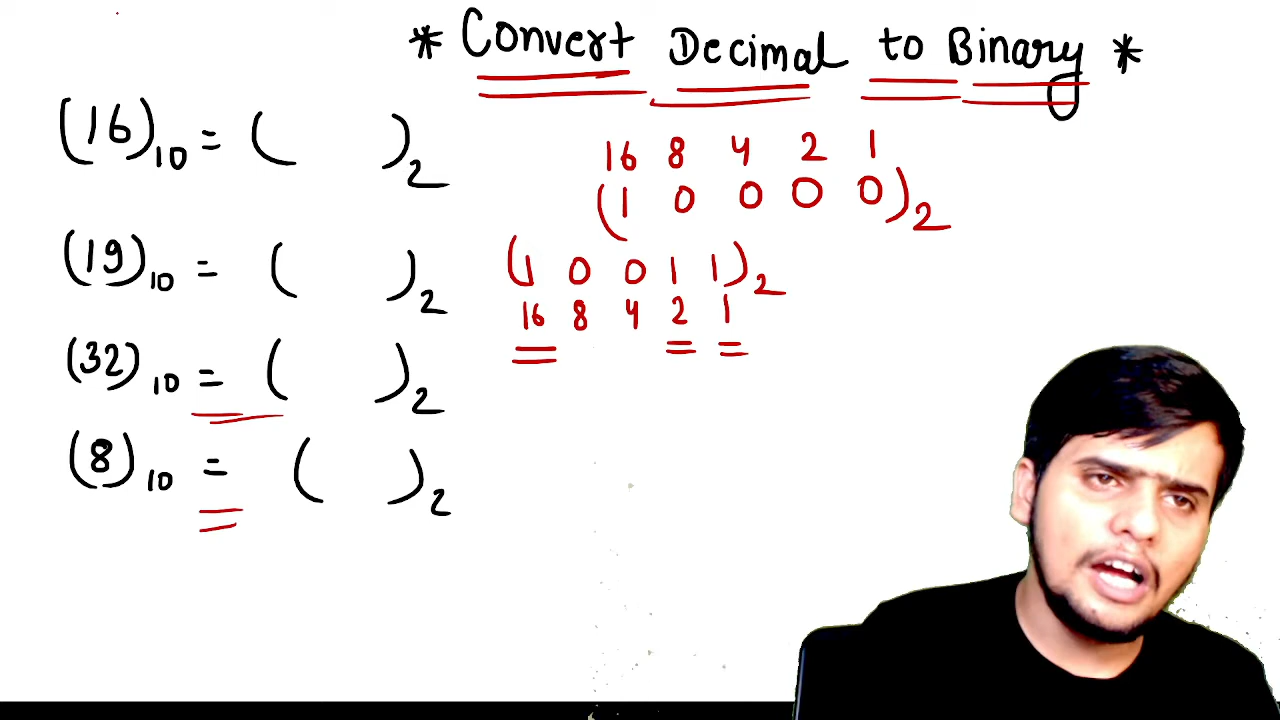 * Convert Decimal to Binary *
(16)10 = ( )2
16 8 4 2 1
(1 0 0 0 0)2
(19)10 = ( )2
(1 0 0 1 1)2
16 8 4 2 1
(32)10 = ( )2
(8)10 = ( )2